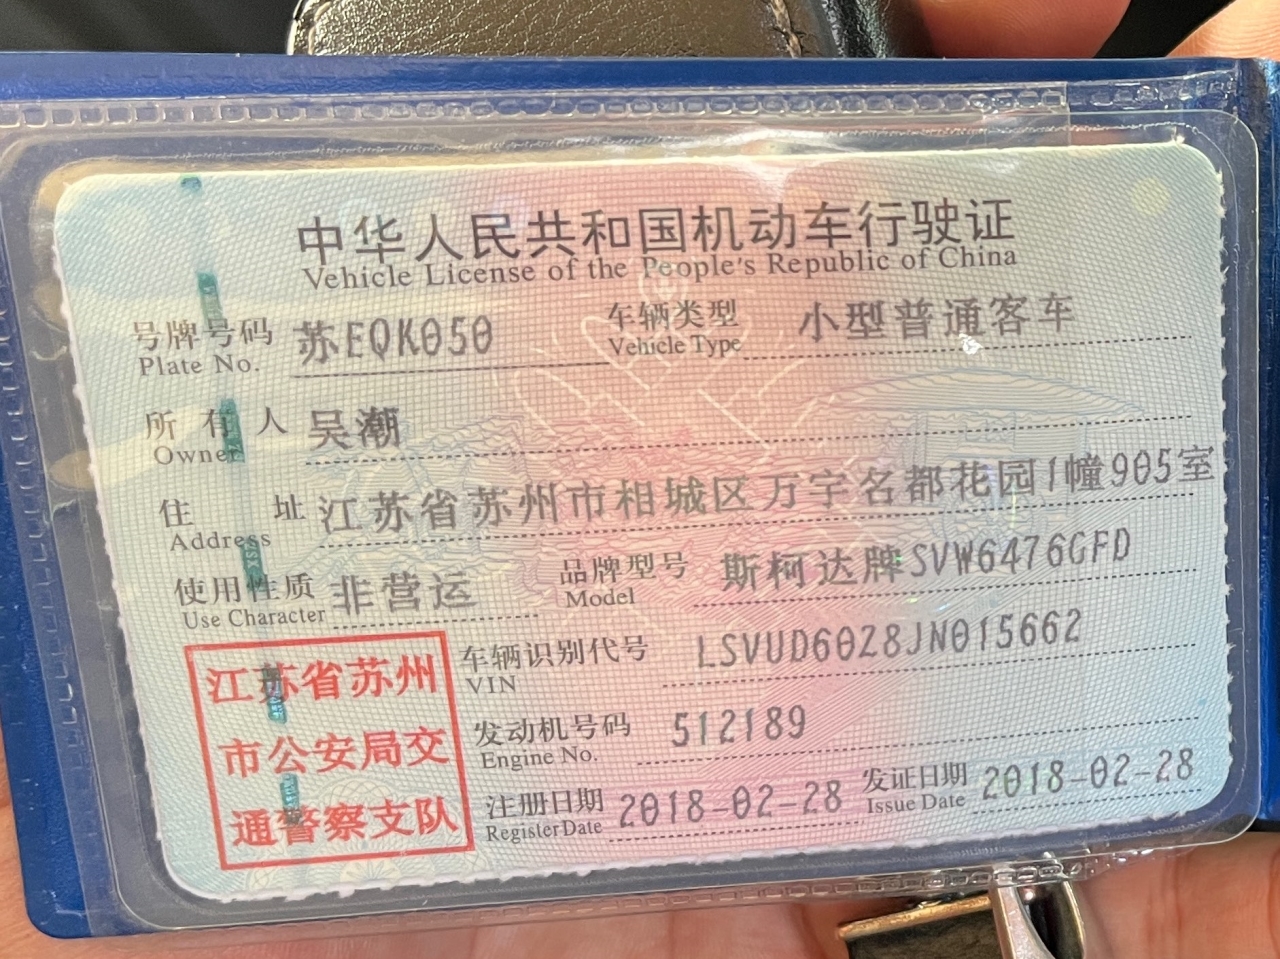 中华人民共和国机动车行驶证
Vehicle License of the People's Republic of China
号牌号码 苏EQK050 车辆类型 小型普通客车
Plate No. Vehicle Type
所有人 吴潮
Owner
住址 江苏省苏州市相城区万宇名都花园1幢905室
Address
使用性质 非营运 品牌型号 斯柯达牌SVW6476GFD
Use Character Model
江苏省苏州
市公安局交
通警察支队
车辆识别代号 LSVUD60Z8JN015662
VIN
发动机号码 512189
Engine No.
注册日期 2018-02-28 发证日期 2018-02-28
Register Date Issue Date